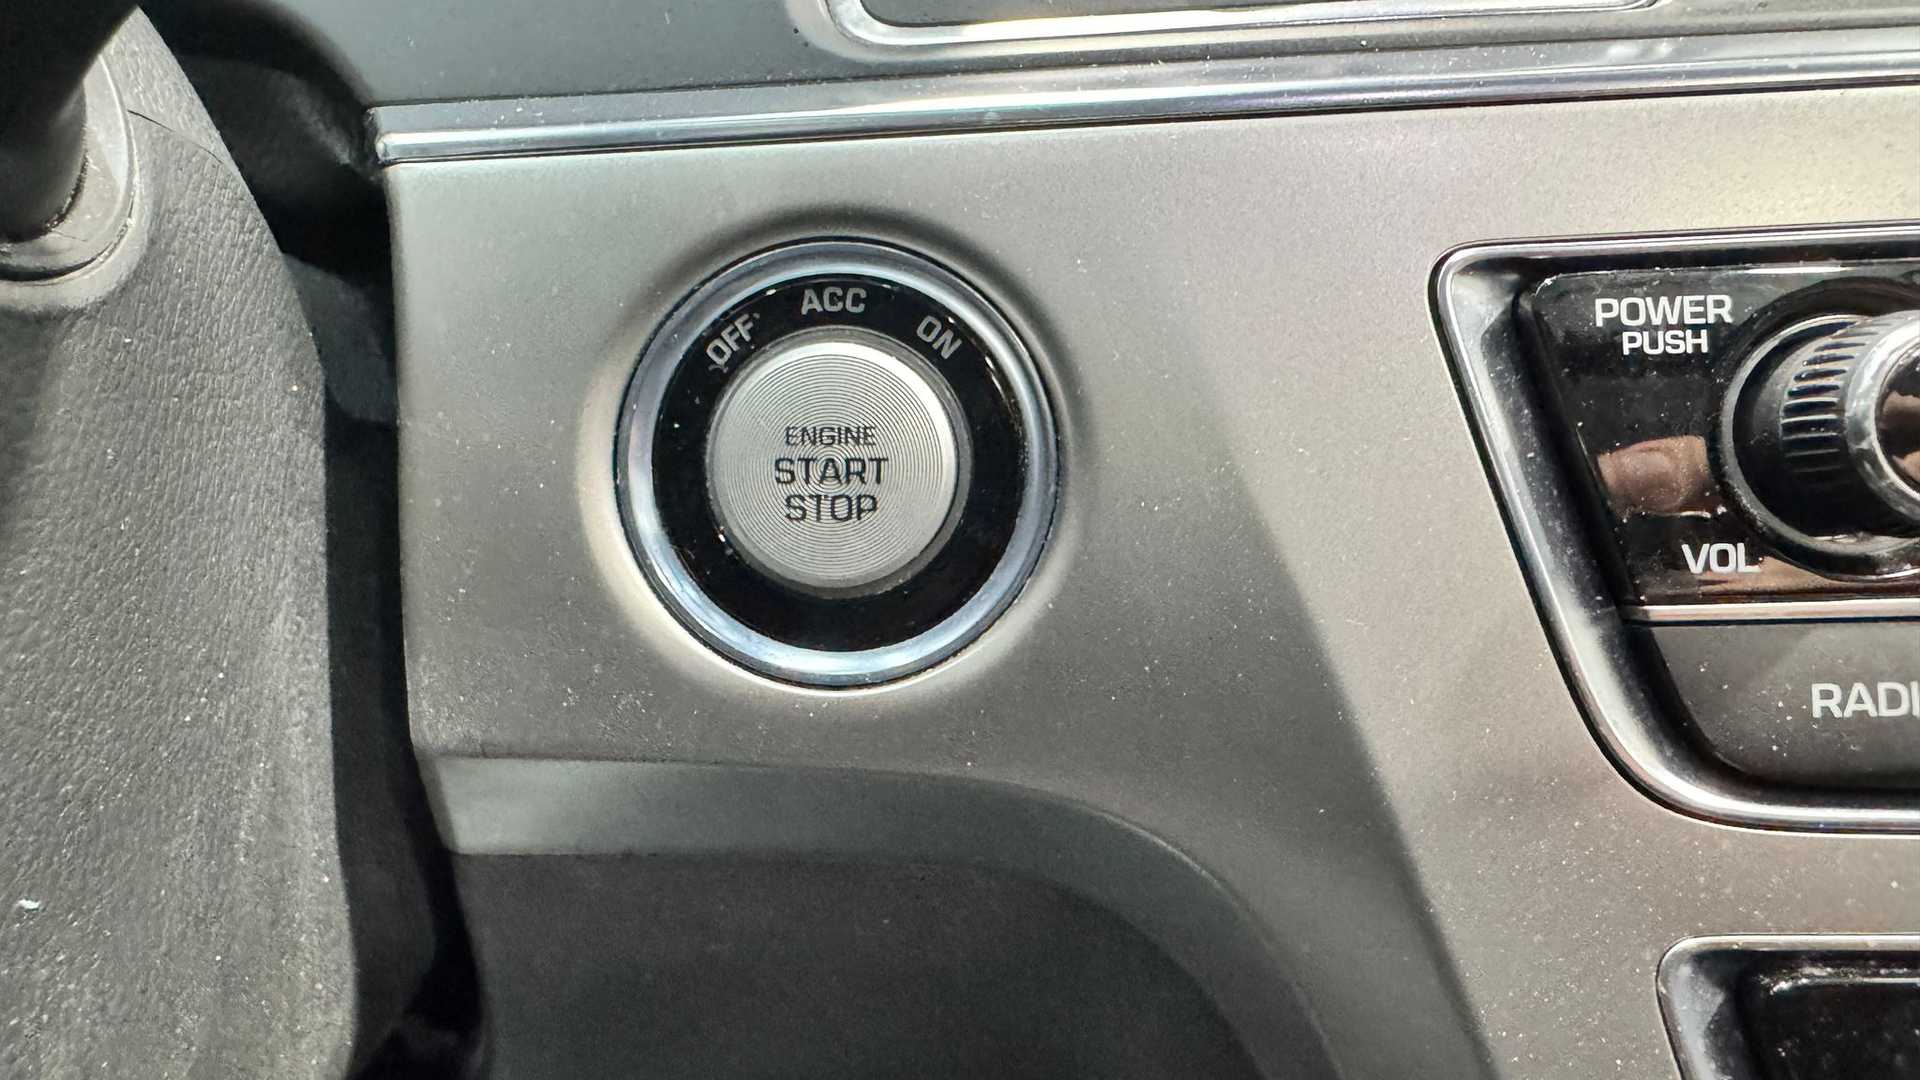 OFF ACC ON
ENGINE
START
STOP
POWER
PUSH
VOL
RADI